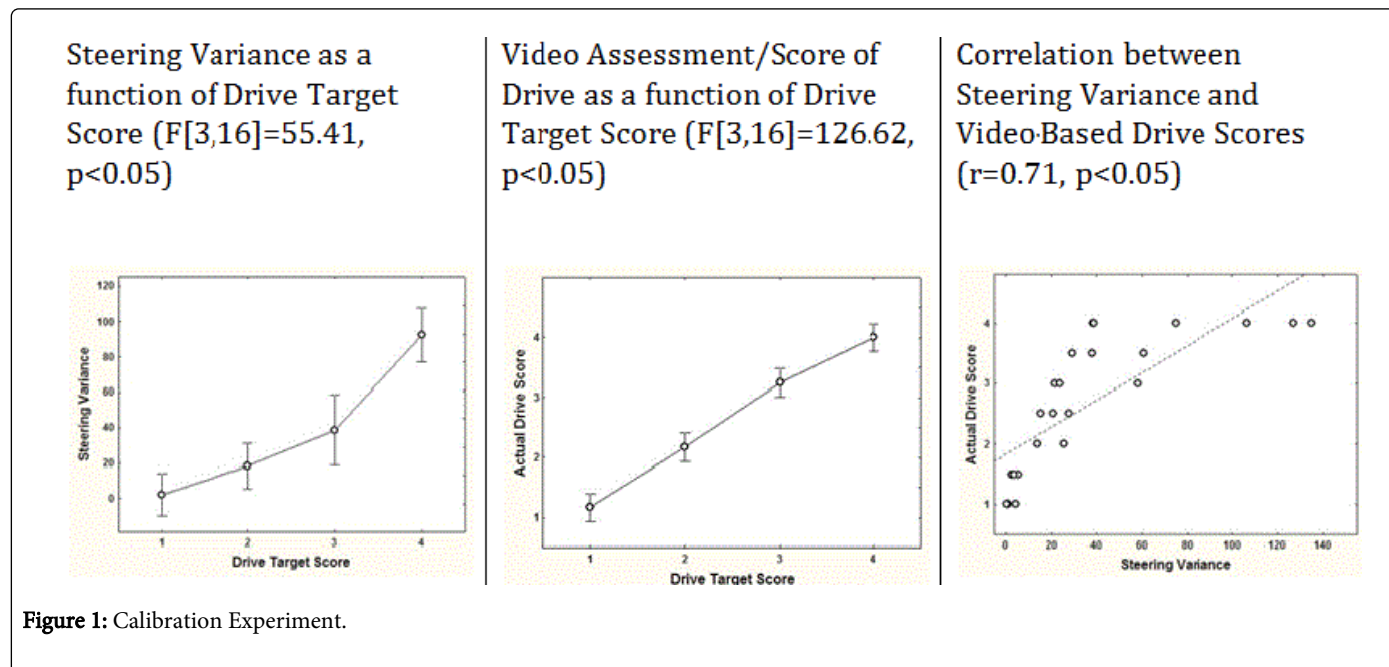 Steering Variance as a
function of Drive Target
Score (F[3,16]=55.41,
p<0.05)
Video Assessment/Score of
Drive as a function of Drive
Target Score (F[3,16]=126.62,
p<0.05)
Correlation between
Steering Variance and
Video-Based Drive Scores
(r=0.71, p<0.05)
120
100
80
60
40
20
0
Steering Variance
1 2 3 4
Drive Target Score
4
3
2
1
Actual Drive Score
1 2 3 4
Drive Target Score
4
3
2
1
Actual Drive Score
0 20 40 60 80 100 120 140
Steering Variance
Figure 1: Calibration Experiment.